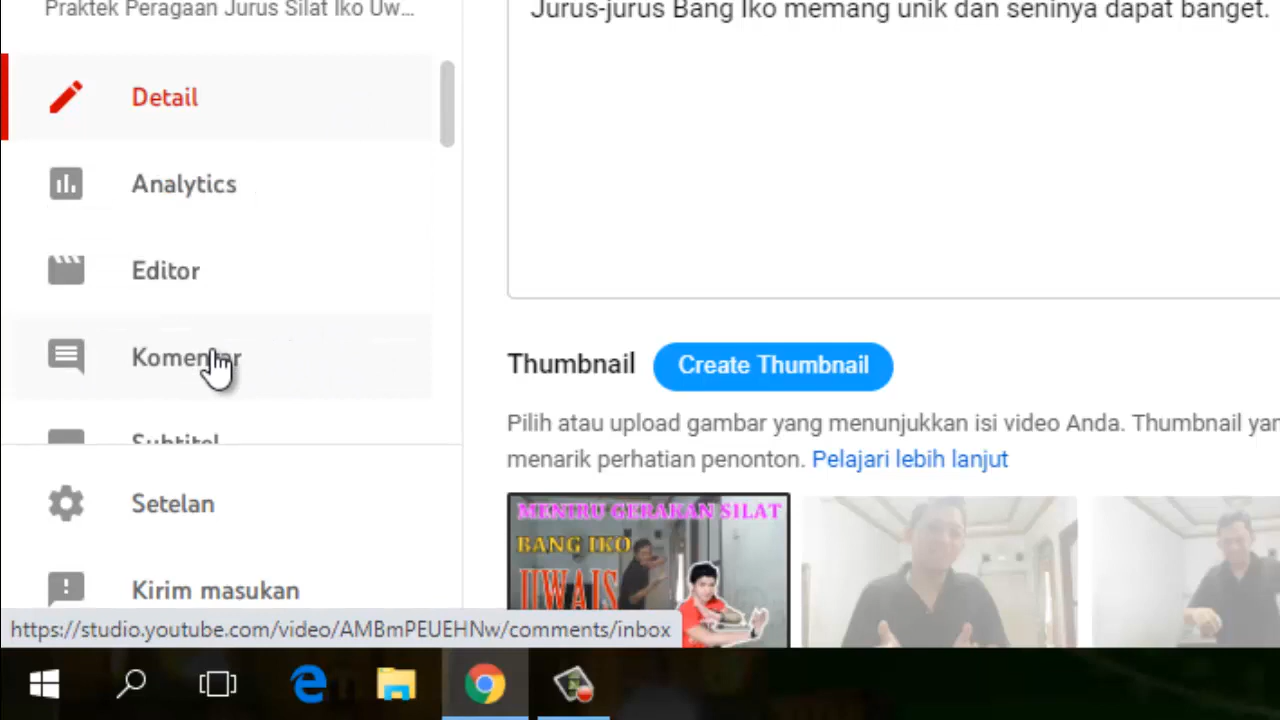 Praktek Peragaan Jurus Silat Iko Uw...
Detail
Analytics
Editor
Komentar
Subtitel
Setelan
Kirim masukan
Jurus-jurus Bang Iko memang unik dan seninya dapat banget.
Thumbnail
Create Thumbnail
Pilih atau upload gambar yang menunjukkan isi video Anda. Thumbnail yan
menarik perhatian penonton. Pelajari lebih lanjut
MENIRU GERAKAN SILAT
BANG IKO
UWAIS
https://studio.youtube.com/video/AMBmPEUEHNw/comments/inbox